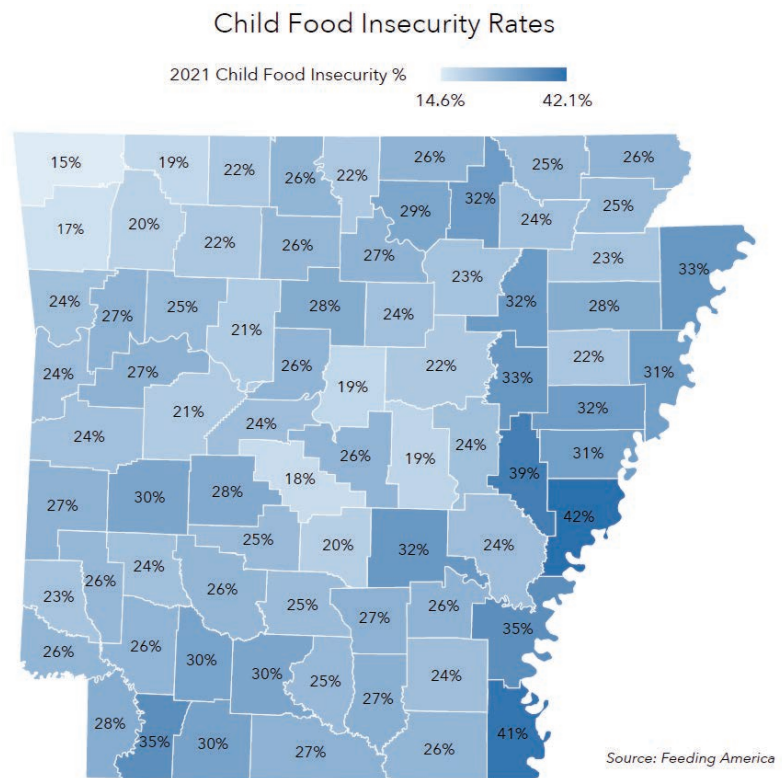 Child Food Insecurity Rates
2021 Child Food Insecurity %
14.6% 42.1%
15% 19% 22% 26% 22% 26% 32% 25% 26%
17% 20% 22% 26% 27% 29% 24% 25%
24% 27% 25% 21% 28% 24% 23% 32% 23% 33%
28%
24% 27% 26% 19% 22% 33% 22% 31%
24% 21% 24% 26% 19% 24% 32%
39% 31%
27% 30% 28% 18% 42%
23% 26% 24% 25% 20% 32% 24%
26% 25% 27% 26% 35%
26% 26% 30% 30% 25% 27% 24%
28% 35% 30% 27% 26% 41%
Source: Feeding America